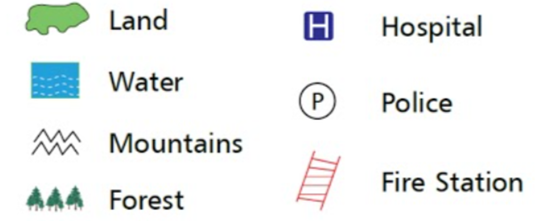 Land
Water
Mountains
Forest
H
Hospital
P
Police
Fire Station